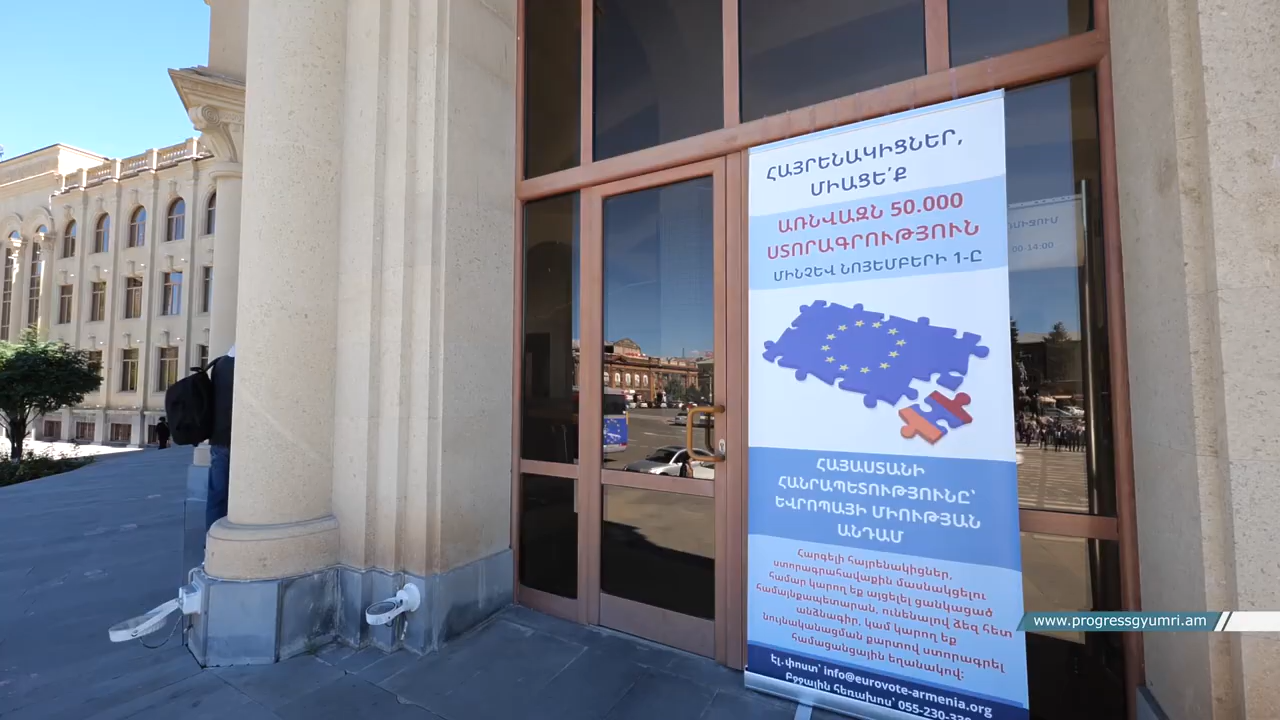 ՀԱՅՐԵՆԱԿԻՑՆԵՐ,
ՄԻԱՑԵ՛Ք
ԱՌՆՎԱԶՆ 50.000
ՍՏՈՐԱԳՐՈՒԹՅՈՒՆ
ՄԻՆՉԵՎ ՆՈՅԵՄԲԵՐԻ 1-Ը
00-14:00
ՀԱՅԱՍՏԱՆԻ
ՀԱՆՐԱՊԵՏՈՒԹՅՈՒՆԸ՝
ԵՎՐՈՊԱՅԻ ՄԻՈՒԹՅԱՆ
ԱՆԴԱՄ
Հարգելի հայրենակիցներ,
ստորագրահավաքին մասնակցելու
համար կարող եք այցելել ցանկացած
համայնքապետարան, ունենալով ձեզ հետ
անձնագիր, կամ կարող եք
նույնականացման քարտով ստորագրել
համացանցային եղանակով:
Էլ. փոստ՝ info@eurovote-armenia.org
Բջջային հեռախոս՝ 055-230-330
www.progressgyumri.am